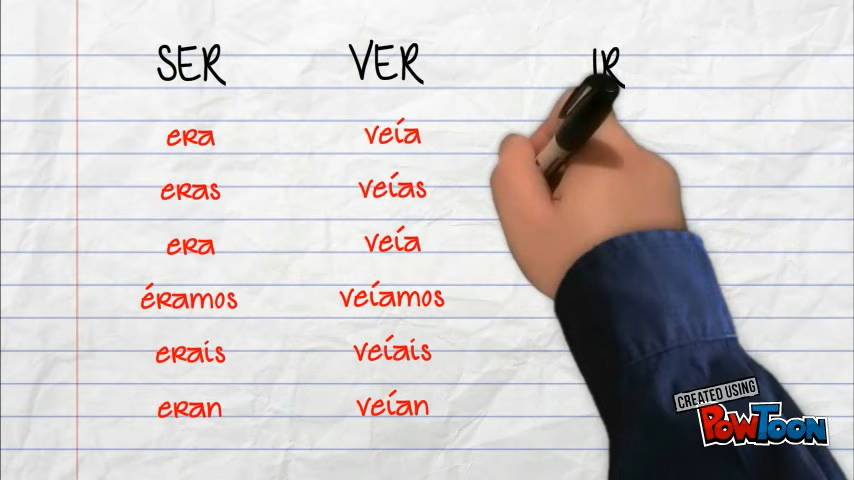 SER VER IR
era veía
eras veías
era veía
éramos veíamos
erais veíais
eran veían
CREATED USING
POWTOON